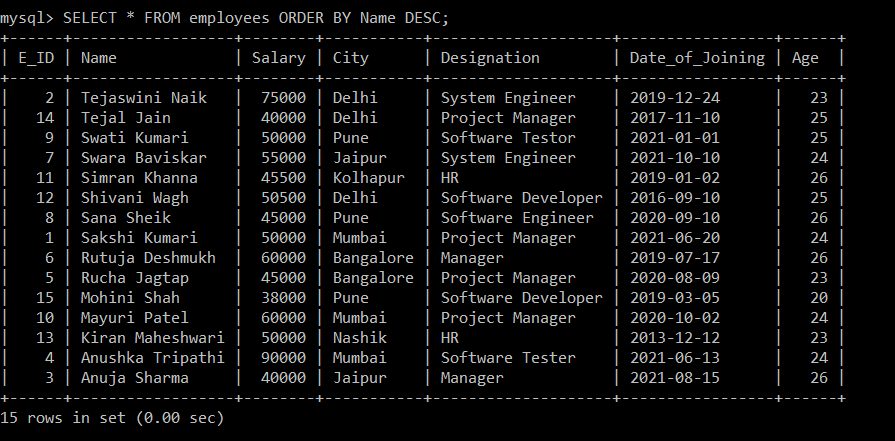 mysql> SELECT * FROM employees ORDER BY Name DESC;
+------+------------------+--------+-----------+--------------------+-----------------+------+
| E_ID | Name             | Salary | City      | Designation        | Date_of_Joining | Age  |
+------+------------------+--------+-----------+--------------------+-----------------+------+
|    2 | Tejaswini Naik   |  75000 | Delhi     | System Engineer    | 2019-12-24      |   23 |
|   14 | Tejal Jain       |  40000 | Delhi     | Project Manager    | 2017-11-10      |   25 |
|    9 | Swati Kumari     |  50000 | Pune      | Software Testor    | 2021-01-01      |   25 |
|    7 | Swara Baviskar   |  55000 | Jaipur    | System Engineer    | 2021-10-10      |   24 |
|   11 | Simran Khanna    |  45500 | Kolhapur  | HR                 | 2019-01-02      |   26 |
|   12 | Shivani Wagh     |  50500 | Delhi     | Software Developer | 2016-09-10      |   25 |
|    8 | Sana Sheik       |  45000 | Pune      | Software Engineer  | 2020-09-10      |   26 |
|    1 | Sakshi Kumari    |  50000 | Mumbai    | Project Manager    | 2021-06-20      |   24 |
|    6 | Rutuja Deshmukh  |  60000 | Bangalore | Manager            | 2019-07-17      |   26 |
|    5 | Rucha Jagtap     |  45000 | Bangalore | Project Manager    | 2020-08-09      |   23 |
|   15 | Mohini Shah      |  38000 | Pune      | Software Developer | 2019-03-05      |   20 |
|   10 | Mayuri Patel     |  60000 | Mumbai    | Project Manager    | 2020-10-02      |   24 |
|   13 | Kiran Maheshwari |  50000 | Nashik    | HR                 | 2013-12-12      |   23 |
|    4 | Anushka Tripathi |  90000 | Mumbai    | Software Tester    | 2021-06-13      |   24 |
|    3 | Anuja Sharma     |  40000 | Jaipur    | Manager            | 2021-08-15      |   26 |
+------+------------------+--------+-----------+--------------------+-----------------+------+
15 rows in set (0.00 sec)